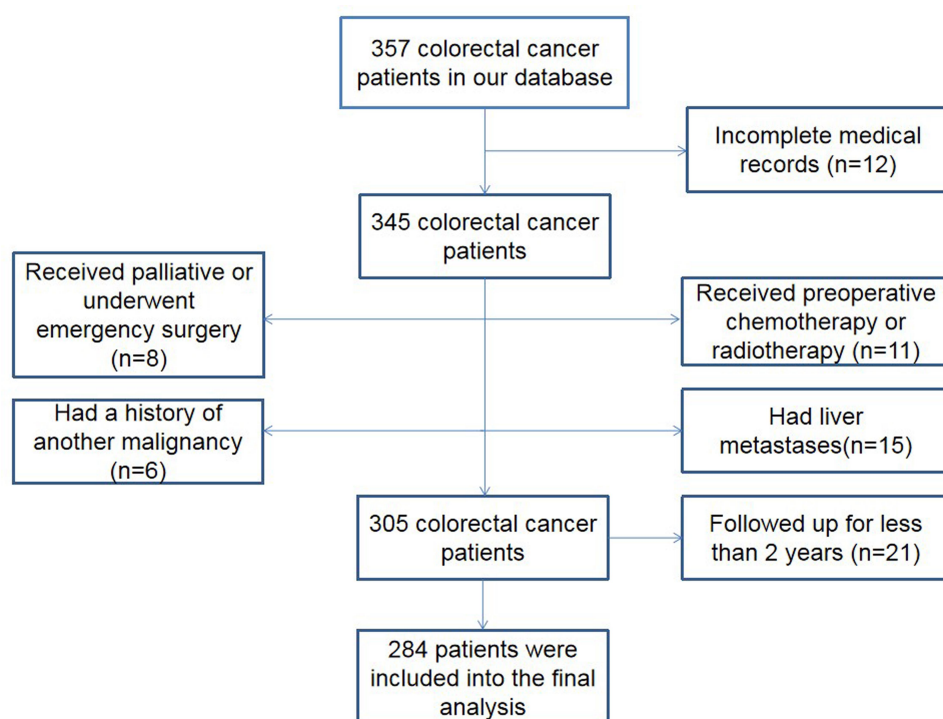 357 colorectal cancer
patients in our database
Incomplete medical
records (n=12)
345 colorectal cancer
patients
Received palliative or
underwent
emergency surgery
(n=8)
Received preoperative
chemotherapy or
radiotherapy (n=11)
Had a history of
another malignancy
(n=6)
Had liver
metastases(n=15)
305 colorectal cancer
patients
Followed up for less
than 2 years (n=21)
284 patients were
included into the final
analysis